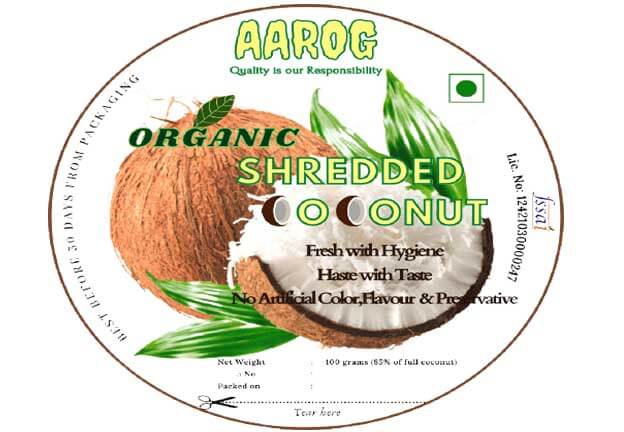 AAROG
Quality is our Responsibility
ORGANIC
SHREDDED
COCONUT
Fresh with Hygiene
Haste with Taste
No Artificial Color,Flavour & Preservative
BEST BEFORE 30 DAYS FROM PACKAGING
Lic. No: 12421030000247
fssai
Net Weight : 100 grams (85% of full coconut)
: No :
Packed on :
Tear here